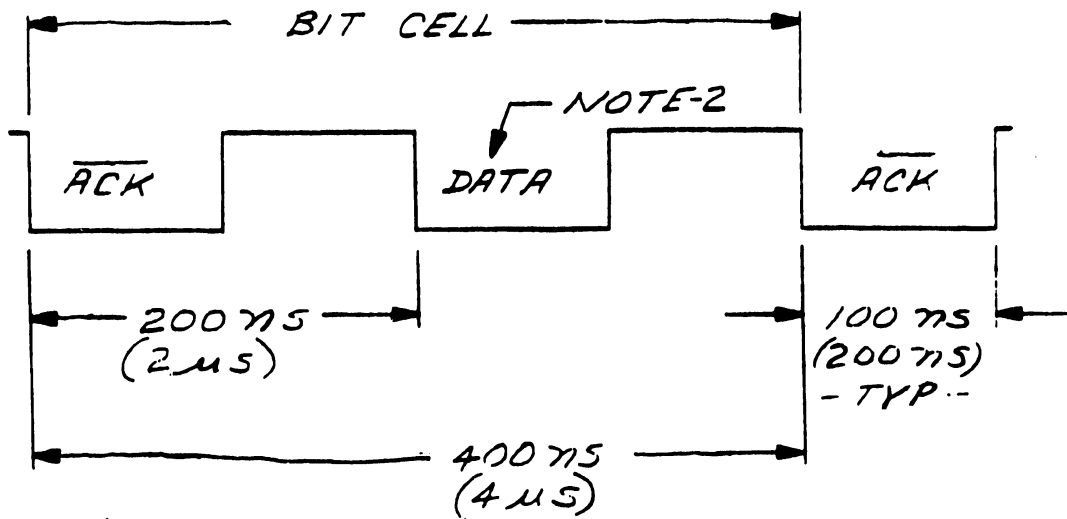 BIT CELL
NOTE-2
ACK
DATA
ACK
200 ns
(2 μs)
100 ns
(200 ns)
- TYP -
400 ns
(4 μs)